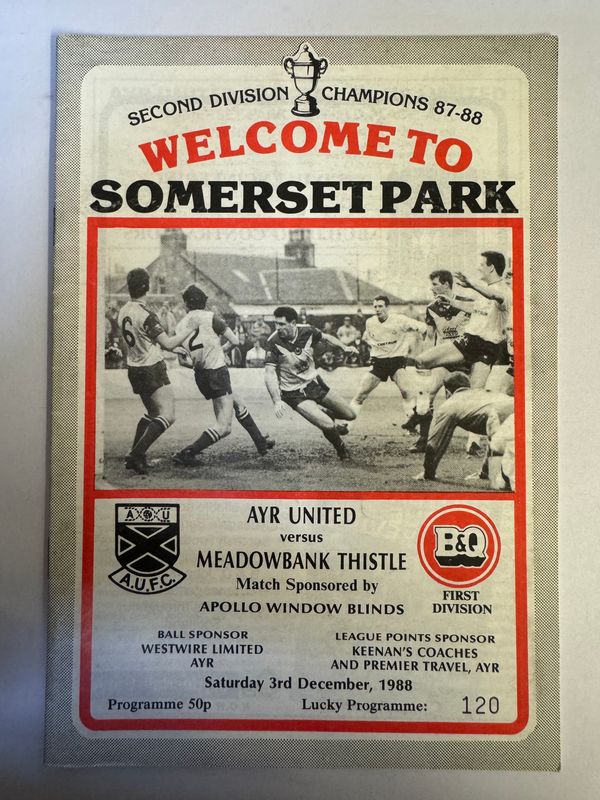 SECOND DIVISION CHAMPIONS 87-88
WELCOME TO
SOMERSET PARK
6
2
A U
A.U.F.C.
AYR UNITED
versus
MEADOWBANK THISTLE
Match Sponsored by
APOLLO WINDOW BLINDS
B&Q
FIRST
DIVISION
BALL SPONSOR
WESTWIRE LIMITED
AYR
LEAGUE POINTS SPONSOR
KEENAN'S COACHES
AND PREMIER TRAVEL, AYR
Saturday 3rd December, 1988
Programme 50p
Lucky Programme: 120